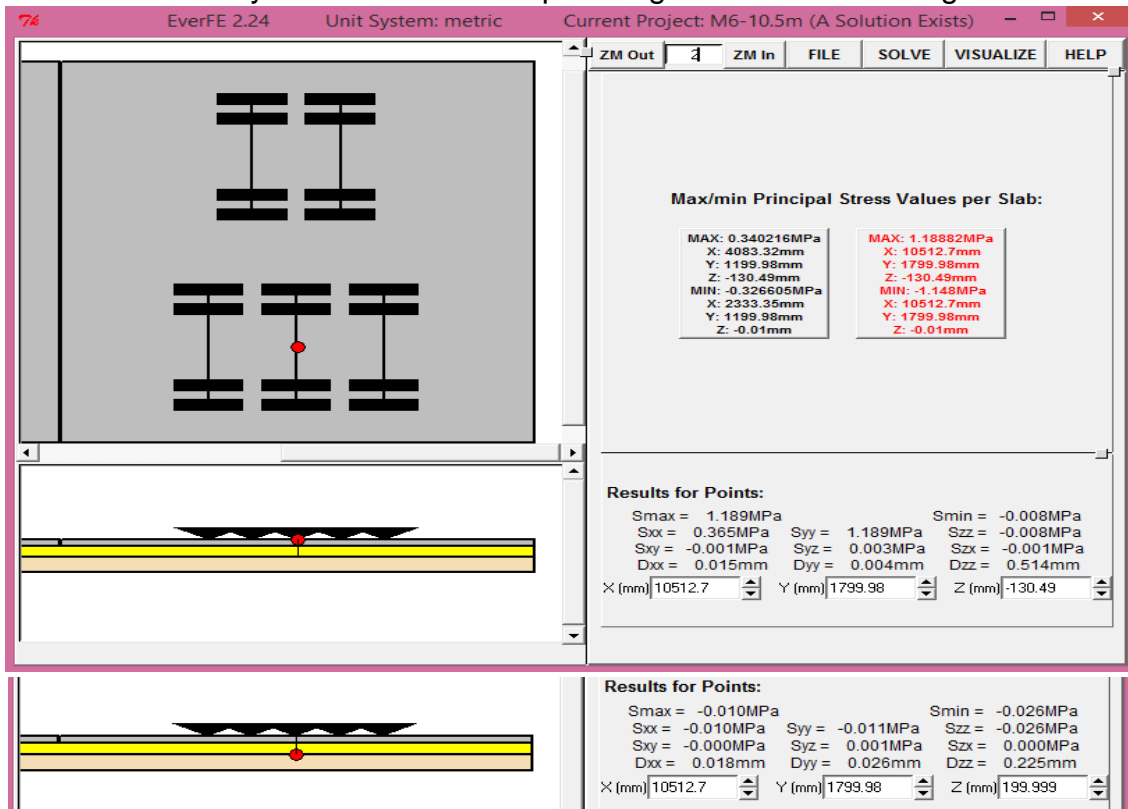 EverFE 2.24 Unit System: metric Current Project: M6-10.5m (A Solution Exists)
ZM Out 2 ZM In FILE SOLVE VISUALIZE HELP
Max/min Principal Stress Values per Slab:
MAX: 0.340216MPa
X: 4083.32mm
Y: 1199.98mm
Z: -130.49mm
MIN: -0.326605MPa
X: 2333.35mm
Y: 1199.98mm
Z: -0.01mm
MAX: 1.18882MPa
X: 10512.7mm
Y: 1799.98mm
Z: -130.49mm
MIN: -1.148MPa
X: 10512.7mm
Y: 1799.98mm
Z: -0.01mm
Results for Points:
Smax = 1.189MPa Smin = -0.008MPa
Sxx = 0.365MPa Syy = 1.189MPa Szz = -0.008MPa
Sxy = -0.001MPa Syz = 0.003MPa Szx = -0.001MPa
Dxx = 0.015mm Dyy = 0.004mm Dzz = 0.514mm
X (mm) 10512.7 Y (mm) 1799.98 Z (mm) -130.49
Results for Points:
Smax = -0.010MPa Smin = -0.026MPa
Sxx = -0.010MPa Syy = -0.011MPa Szz = -0.026MPa
Sxy = -0.000MPa Syz = 0.001MPa Szx = 0.000MPa
Dxx = 0.018mm Dyy = 0.026mm Dzz = 0.225mm
X (mm) 10512.7 Y (mm) 1799.98 Z (mm) 199.999